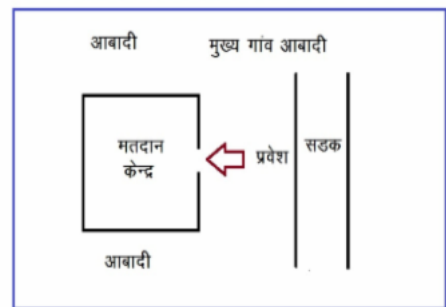 आबादी
मुख्य गांव आबादी
मतदान
केन्द्र
प्रवेश
सडक
आबादी